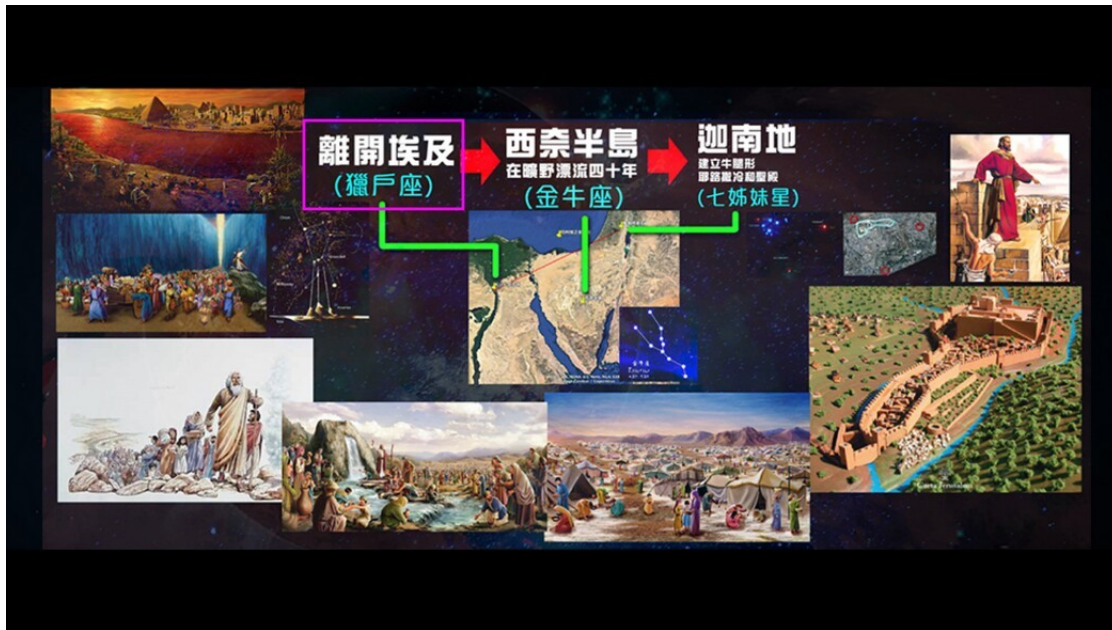 離開埃及
(獵戶座)
西奈半島
在曠野漂流四十年
(金牛座)
迦南地
建立牛腿形
耶路撒冷和聖殿
(七姊妹星)